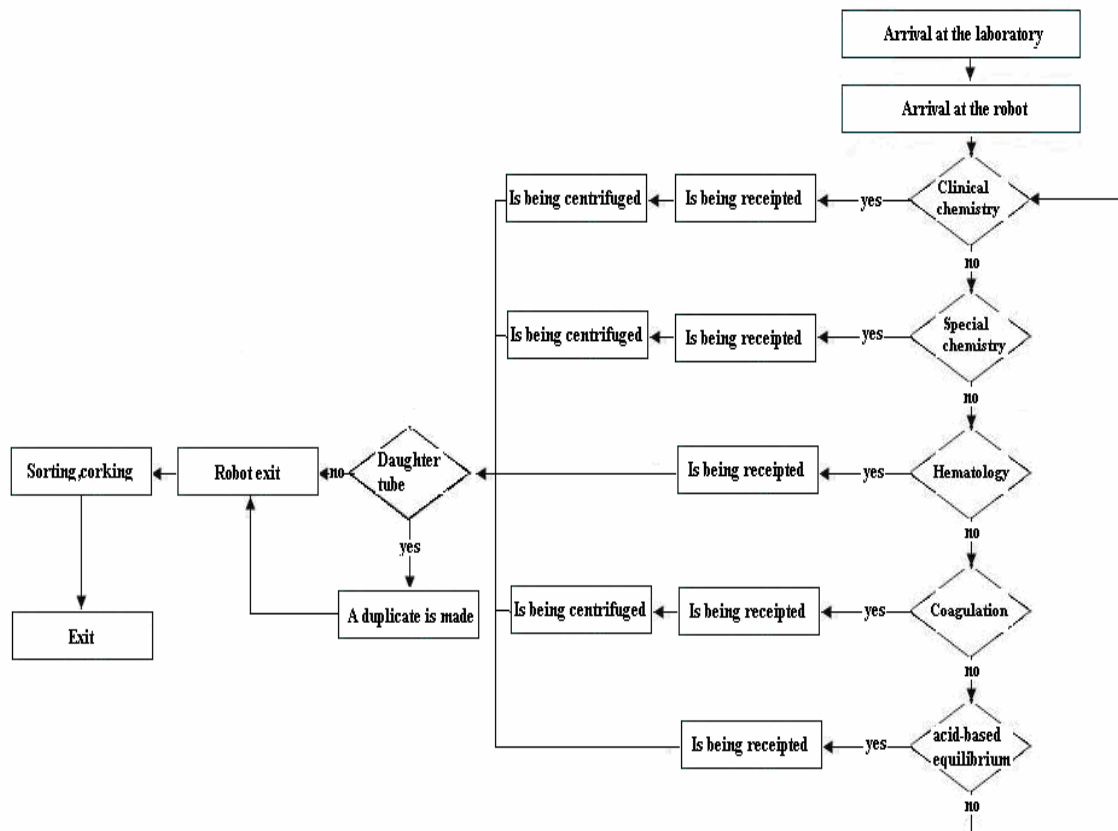 Arrival at the laboratory
Arrival at the robot
Clinical
chemistry
yes
Is being receipted
Is being centrifuged
no
Special
chemistry
yes
Is being receipted
Is being centrifuged
no
Hematology
yes
Is being receipted
Daughter
tube
no
Robot exit
Sorting,corking
yes
A duplicate is made
Exit
no
Coagulation
yes
Is being receipted
Is being centrifuged
no
acid-based
equilibrium
yes
Is being receipted
no